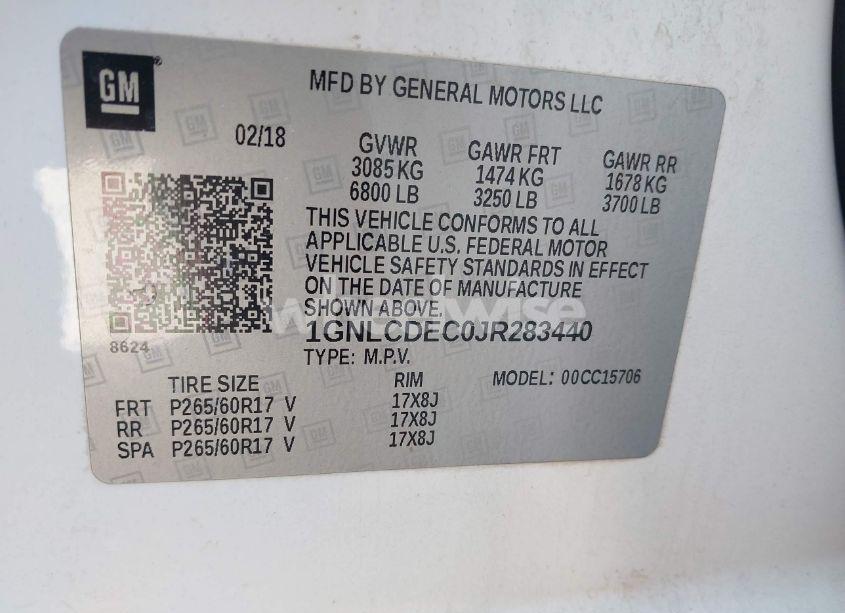 GM®
MFD BY GENERAL MOTORS LLC
02/18
GVWR GAWR FRT GAWR RR
3085 KG 1474 KG 1678 KG
6800 LB 3250 LB 3700 LB
THIS VEHICLE CONFORMS TO ALL
APPLICABLE U.S. FEDERAL MOTOR
VEHICLE SAFETY STANDARDS IN EFFECT
ON THE DATE OF MANUFACTURE
SHOWN ABOVE.
1GNLCDEC0JR283440
8624
TYPE: M.P.V.
TIRE SIZE RIM MODEL: 00CC15706
FRT P265/60R17 V 17X8J
RR P265/60R17 V 17X8J
SPA P265/60R17 V 17X8J